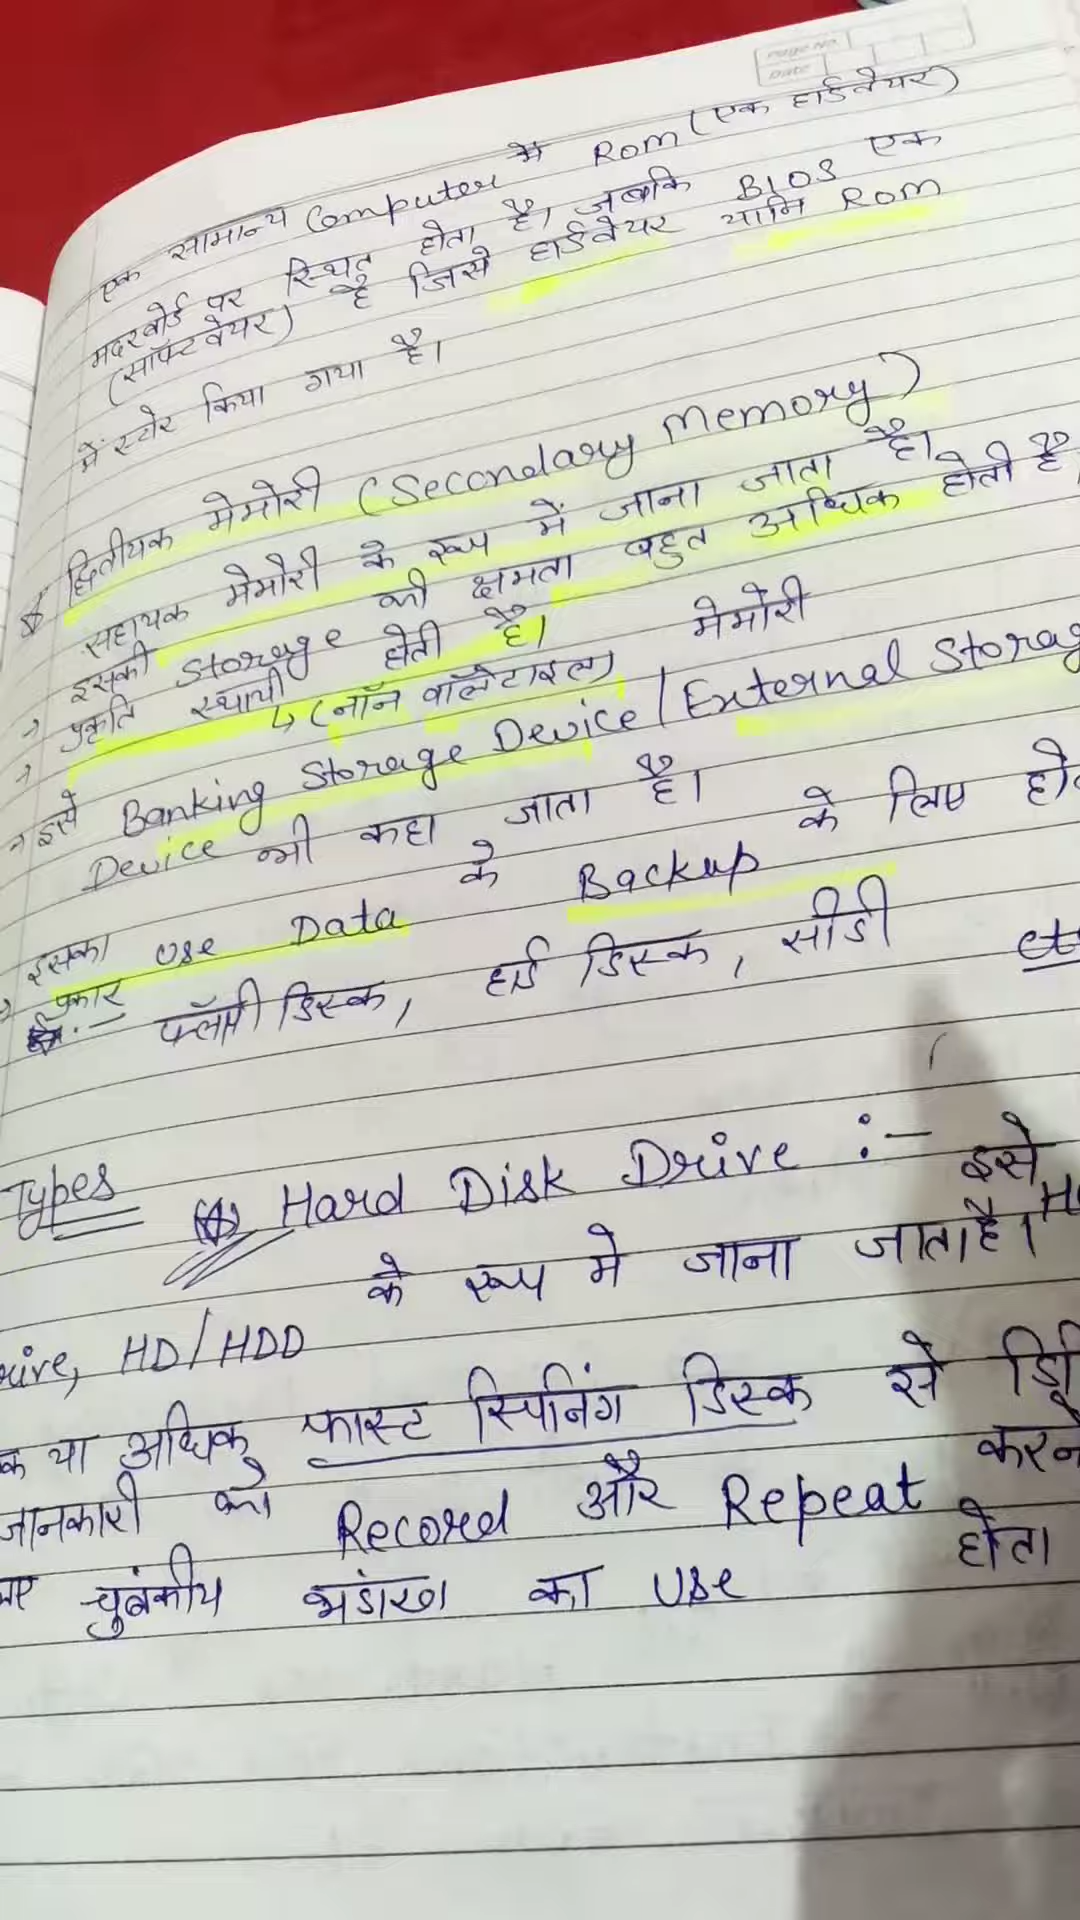 Page No.
Date
एक सामान्य Computer में ROM (एक हार्डवेयर)
मदरबोर्ड पर स्थित होता है, जबकि BIOS एक
(सॉफ्टवेयर) है जिसे हार्डवेयर यानि ROM
में स्टोर किया गया है।
द्वितीयक मेमोरी (Secondary Memory)
सहायक मेमोरी के रूप में जाना जाता है।
→ इसकी Storage की क्षमता बहुत अधिक होती है
→ प्रकृति स्थायी होती है।
↳ (नॉन वॉलेटाइल) मेमोरी
→ इसे Banking Storage Device / External Storag
Device भी कहा जाता है।
इसका use Data के Backup के लिए हो
प्रकार :- फ्लॉपी डिस्क, हार्ड डिस्क, सीडी etc
Types Hard Disk Drive :- इसे
के रूप मे जाना जाता है।
HD/HDD
या अधिक फास्ट स्पिनिंग डिस्क से
जानकारी को Record और Repeat करने
चुबंकीय भंडारण का use होता